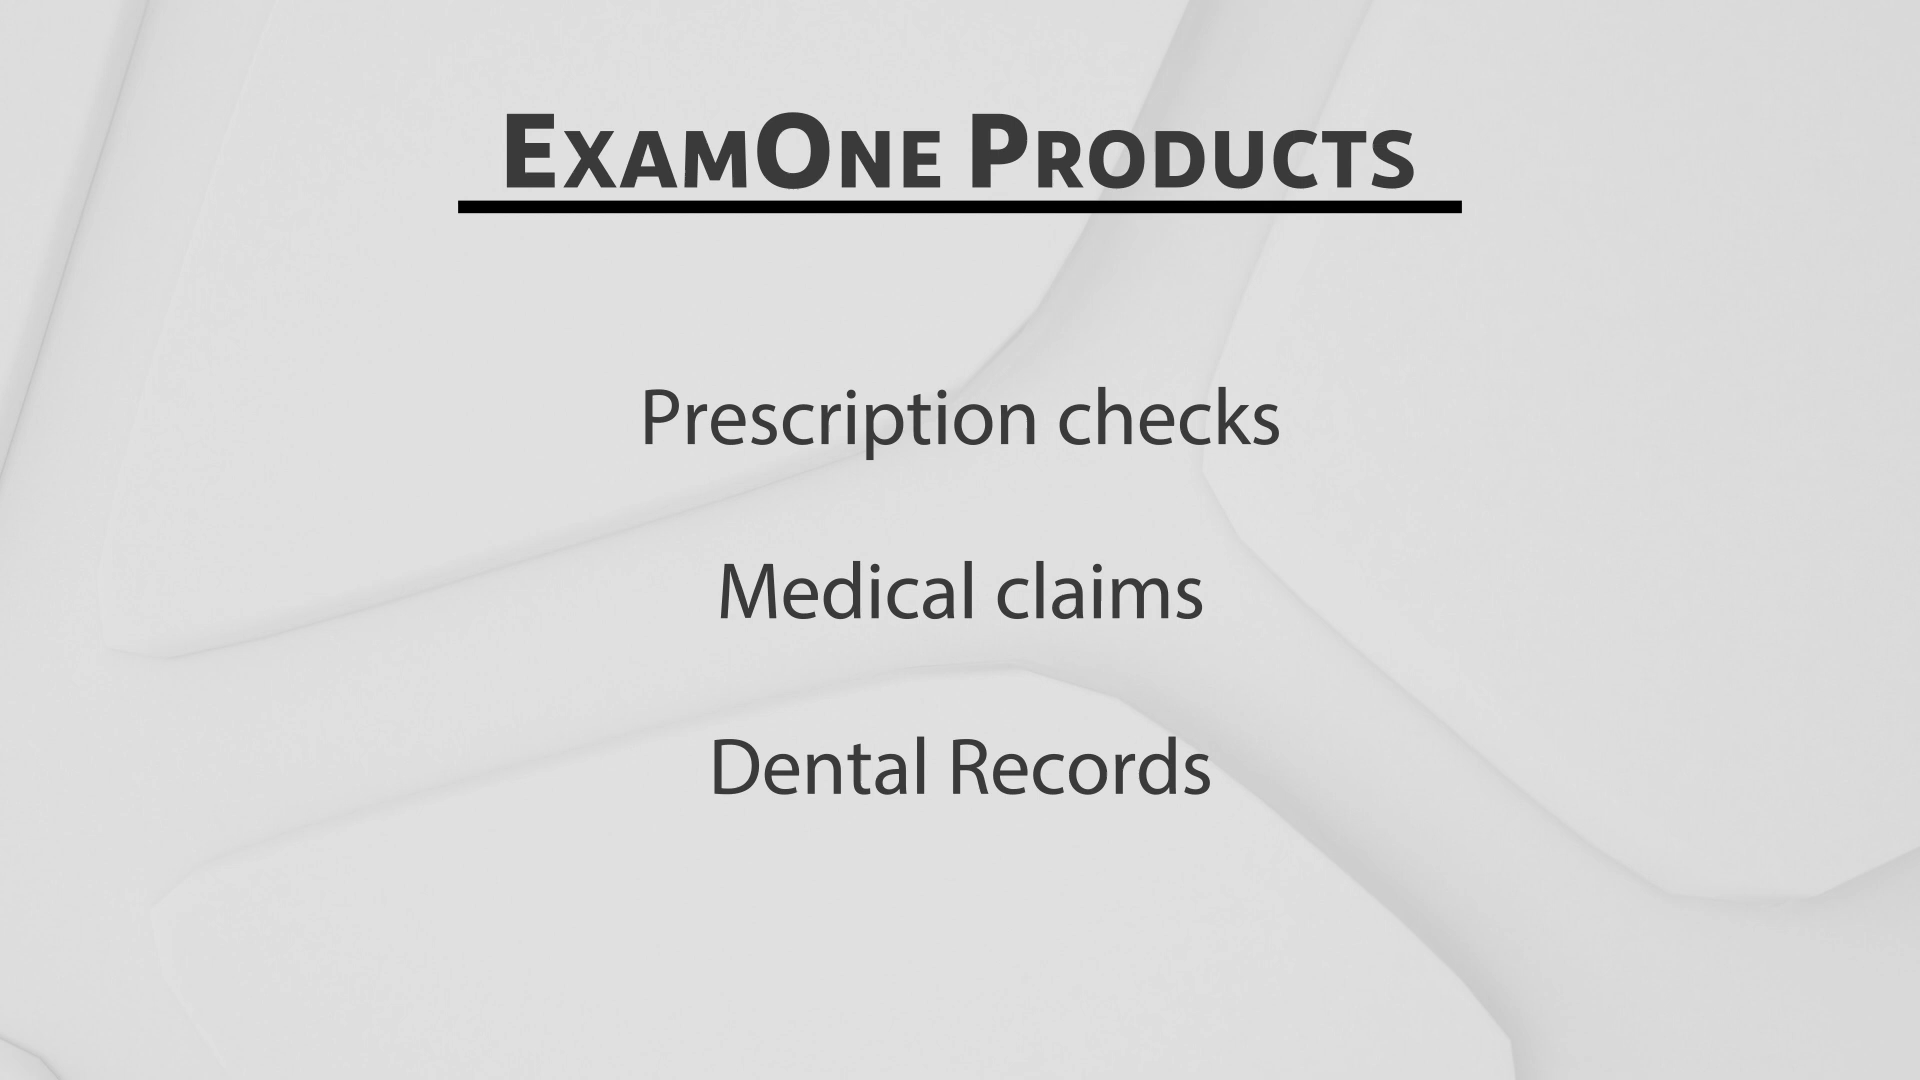 ExamOne Products
Prescription checks
Medical claims
Dental Records